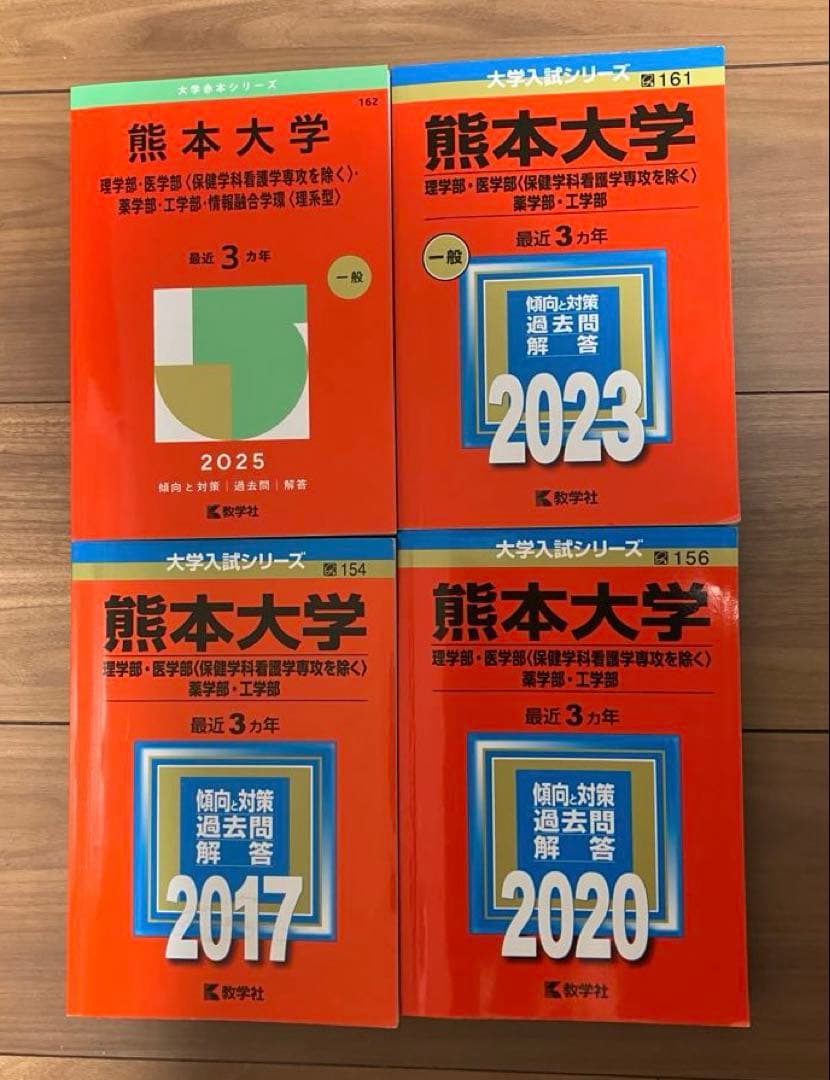 大学赤本シリーズ
162
熊本大学
理学部・医学部〈保健学科看護学専攻を除く〉・
薬学部・工学部・情報融合学環〈理系型〉
最近3カ年
一般
2025
傾向と対策｜過去問｜解答
教学社
大学入試シリーズ
161
熊本大学
理学部・医学部〈保健学科看護学専攻を除く〉
薬学部・工学部
最近3カ年
一般
傾向と対策
過去問
解答
2023
教学社
大学入試シリーズ
154
熊本大学
理学部・医学部〈保健学科看護学専攻を除く〉
薬学部・工学部
最近3カ年
傾向と対策
過去問
解答
2017
教学社
大学入試シリーズ
156
熊本大学
理学部・医学部〈保健学科看護学専攻を除く〉
薬学部・工学部
最近3カ年
傾向と対策
過去問
解答
2020
教学社